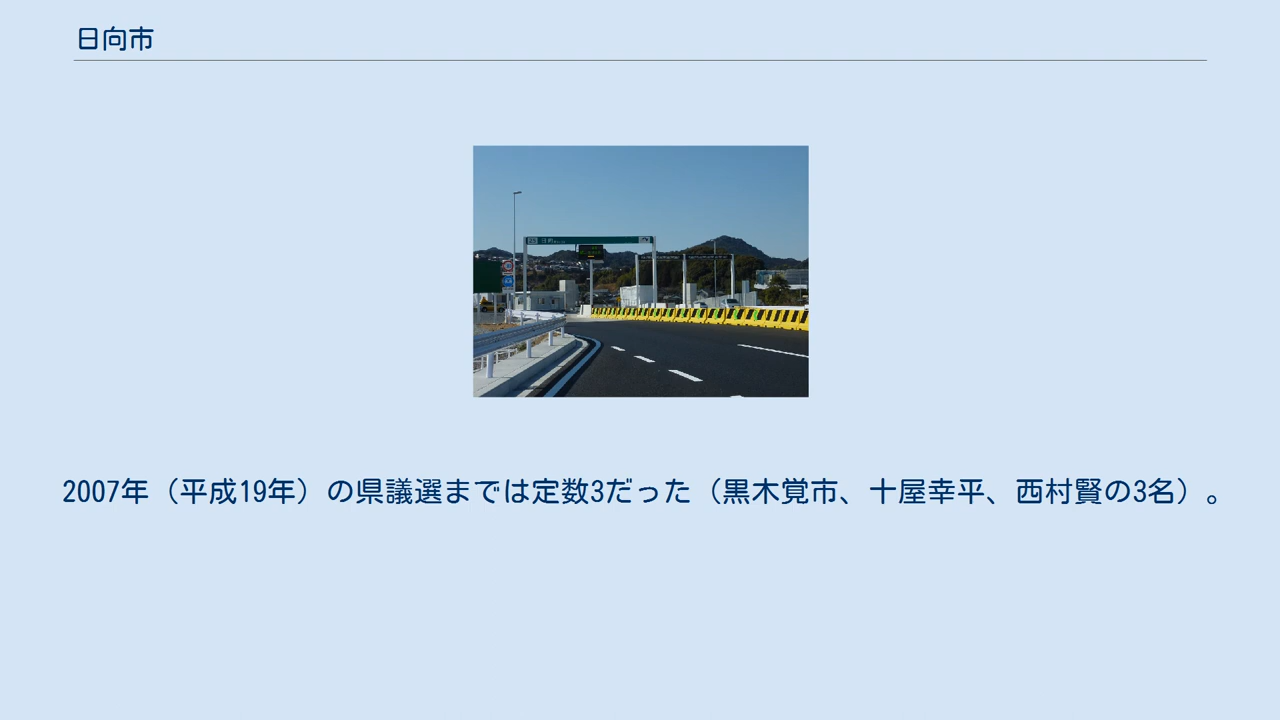 日向市
2007年（平成19年）の県議選までは定数3だった（黒木覚市、十屋幸平、西村賢の3名）。